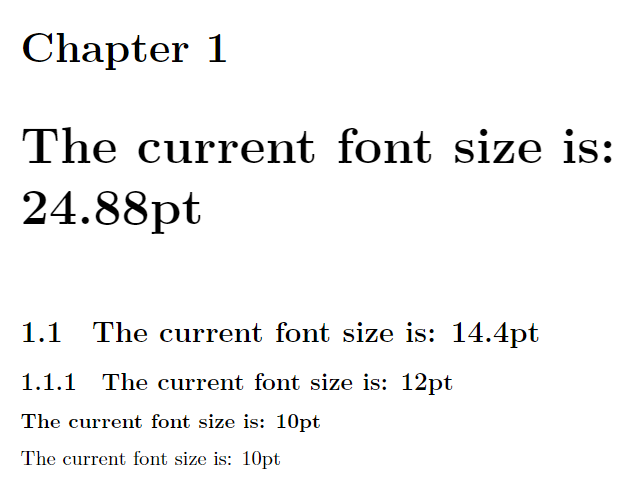 Chapter 1
The current font size is:
24.88pt
1.1 The current font size is: 14.4pt
1.1.1 The current font size is: 12pt
The current font size is: 10pt
The current font size is: 10pt